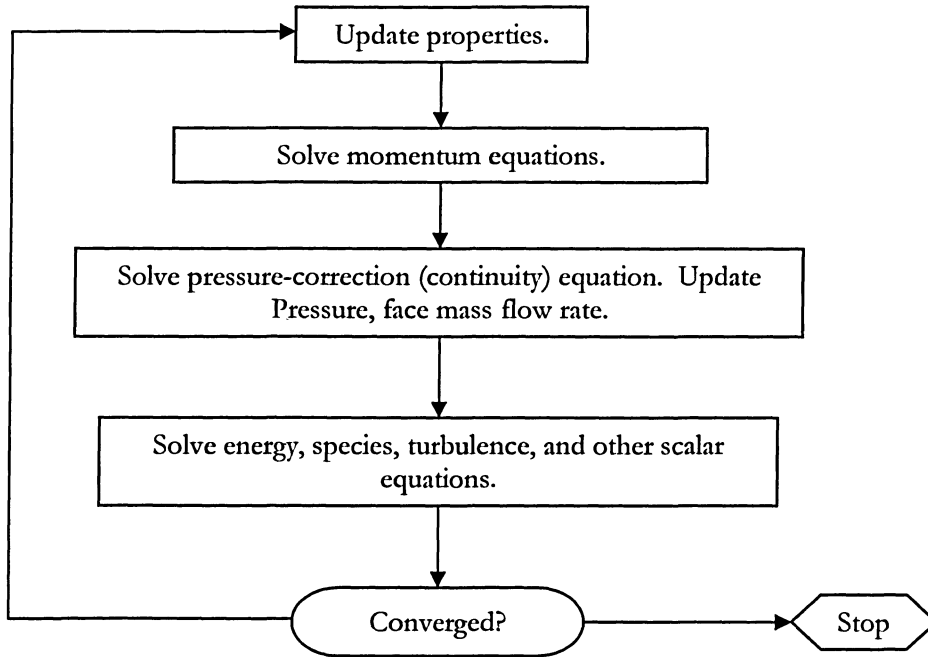 Update properties.
Solve momentum equations.
Solve pressure-correction (continuity) equation. Update
Pressure, face mass flow rate.
Solve energy, species, turbulence, and other scalar
equations.
Converged?
Stop